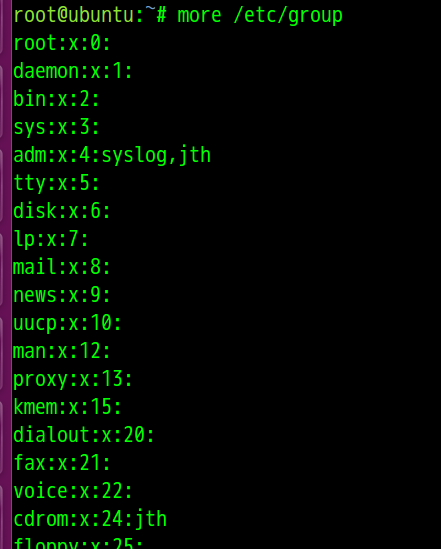 root@ubuntu:~# more /etc/group
root:x:0:
daemon:x:1:
bin:x:2:
sys:x:3:
adm:x:4:syslog,jth
tty:x:5:
disk:x:6:
lp:x:7:
mail:x:8:
news:x:9:
uucp:x:10:
man:x:12:
proxy:x:13:
kmem:x:15:
dialout:x:20:
fax:x:21:
voice:x:22:
cdrom:x:24:jth
floppy:x:25: